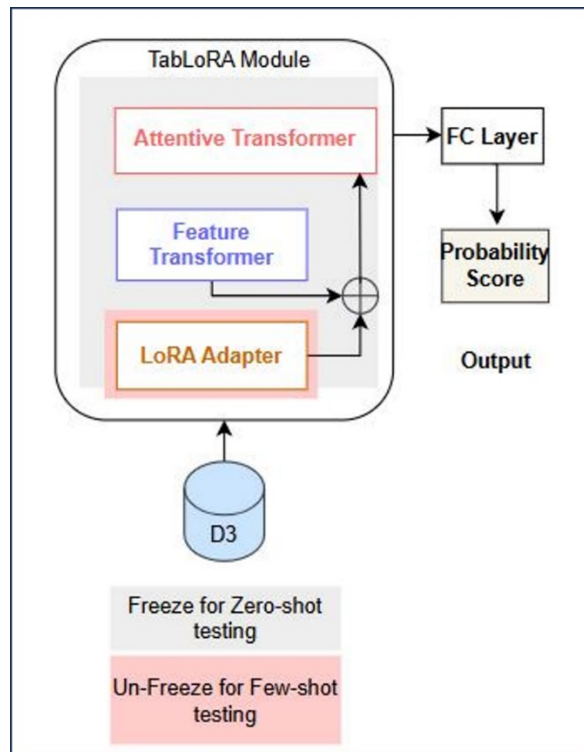 TabLoRA Module
Attentive Transformer
FC Layer
Feature
Transformer
Probability
Score
LoRA Adapter
Output
D3
Freeze for Zero-shot
testing
Un-Freeze for Few-shot
testing